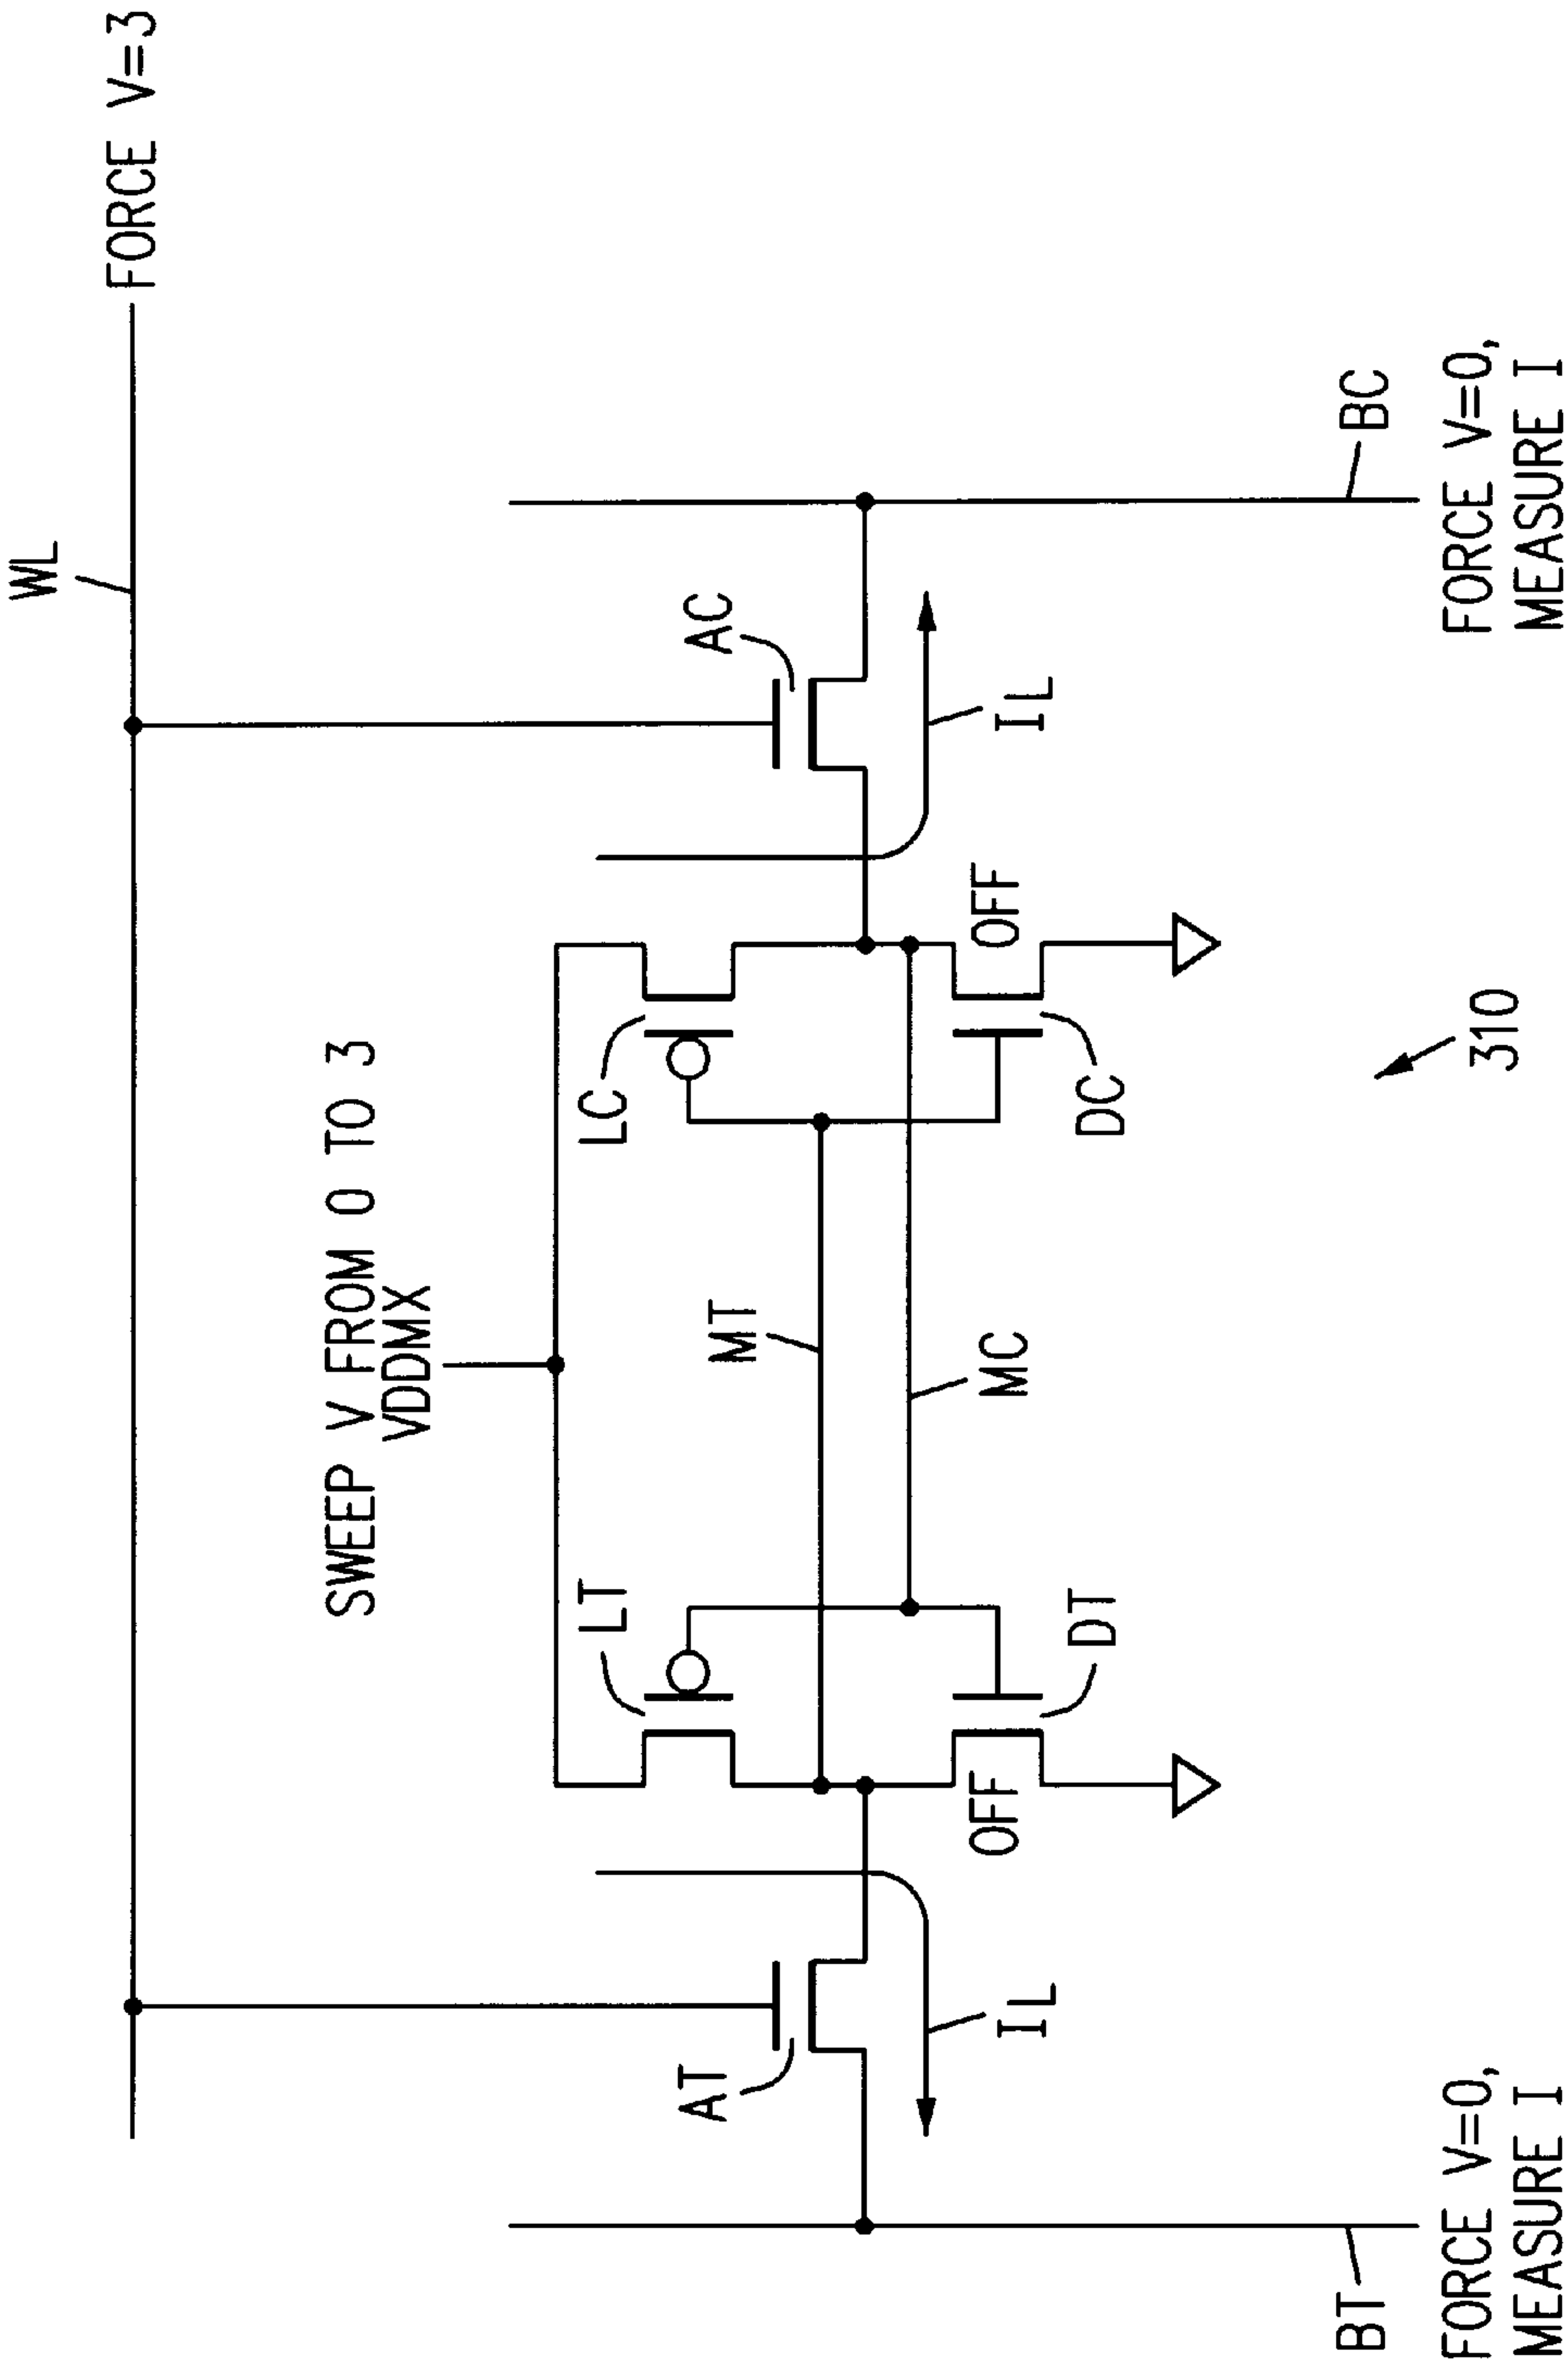 WL
FORCE V=3
SWEEP V FROM 0 TO 3
VDDMX
AT
LT
LC
AC
MT
IL
OFF
MC
OFF
IL
DT
DC
BT
BC
FORCE V=0,
MEASURE I
310
FORCE V=0,
MEASURE I